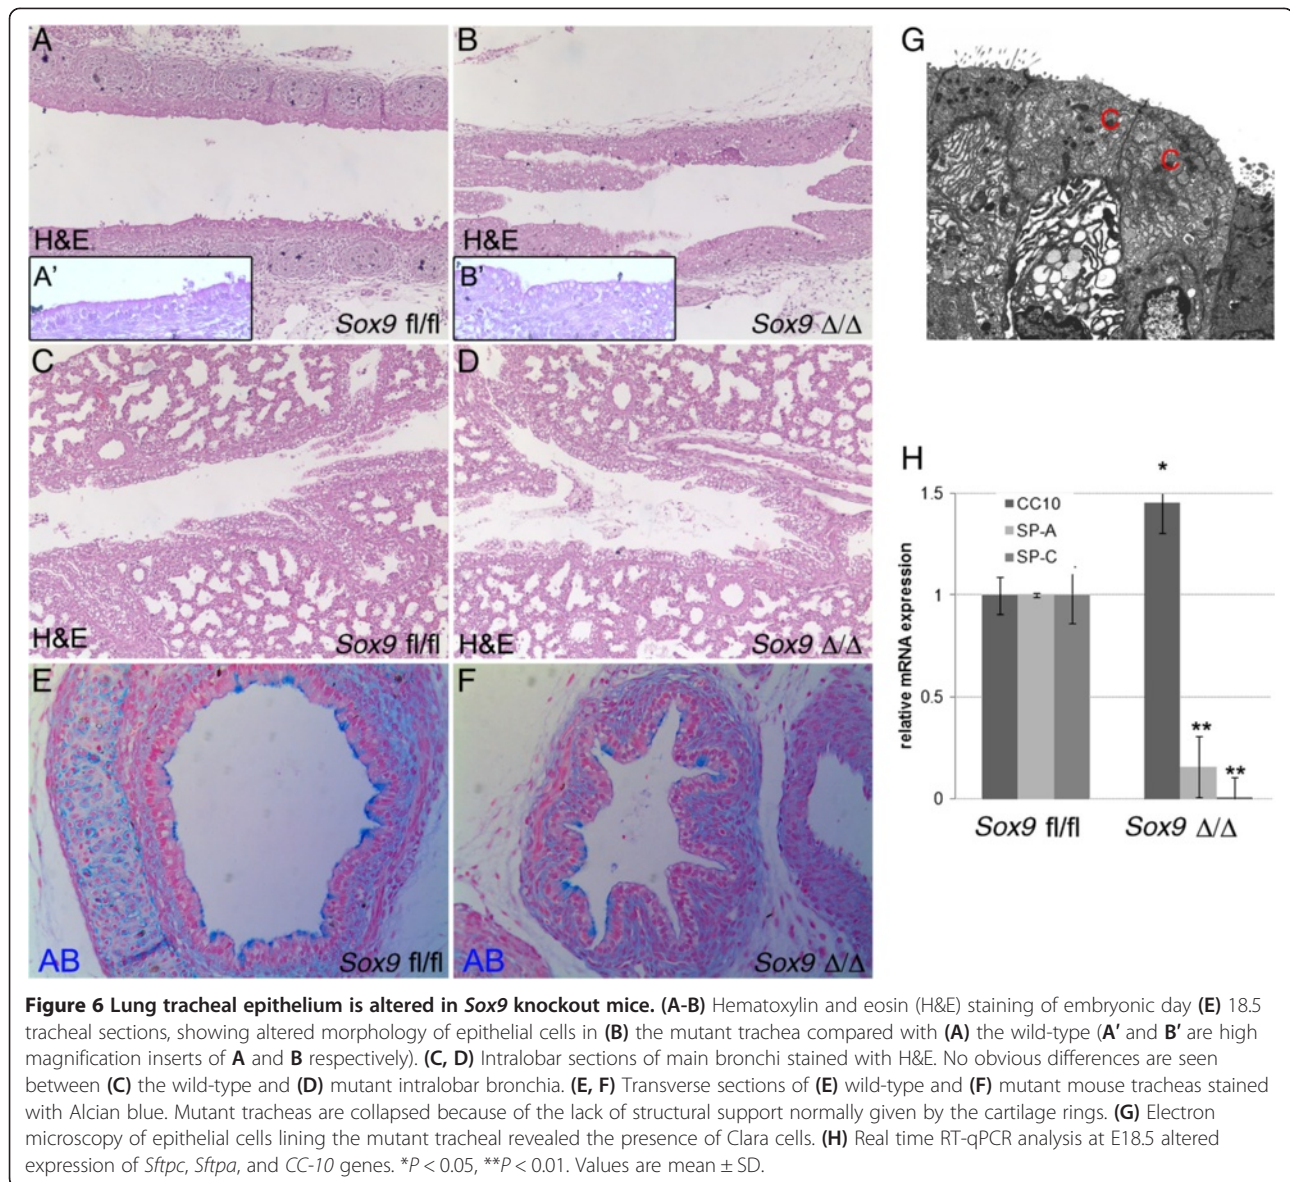 A
B
G
C
C
H&E
H&E
A'
B'
Sox9 fl/fl
Sox9 Δ/Δ
C
D
H&E
Sox9 fl/fl
H&E
Sox9 Δ/Δ
E
F
AB
Sox9 fl/fl
AB
Sox9 Δ/Δ
H
*
1.5
CC10
SP-A
SP-C
1
relative mRNA expression
0.5
**
**
0
Sox9 fl/fl
Sox9 Δ/Δ
Figure 6 Lung tracheal epithelium is altered in Sox9 knockout mice. (A-B) Hematoxylin and eosin (H&E) staining of embryonic day (E) 18.5
tracheal sections, showing altered morphology of epithelial cells in (B) the mutant trachea compared with (A) the wild-type (A' and B' are high
magnification inserts of A and B respectively). (C, D) Intralobar sections of main bronchi stained with H&E. No obvious differences are seen
between (C) the wild-type and (D) mutant intralobar bronchia. (E, F) Transverse sections of (E) wild-type and (F) mutant mouse tracheas stained
with Alcian blue. Mutant tracheas are collapsed because of the lack of structural support normally given by the cartilage rings. (G) Electron
microscopy of epithelial cells lining the mutant tracheal revealed the presence of Clara cells. (H) Real time RT-qPCR analysis at E18.5 altered
expression of Sftpc, Sftpa, and CC-10 genes. *P < 0.05, **P < 0.01. Values are mean ± SD.